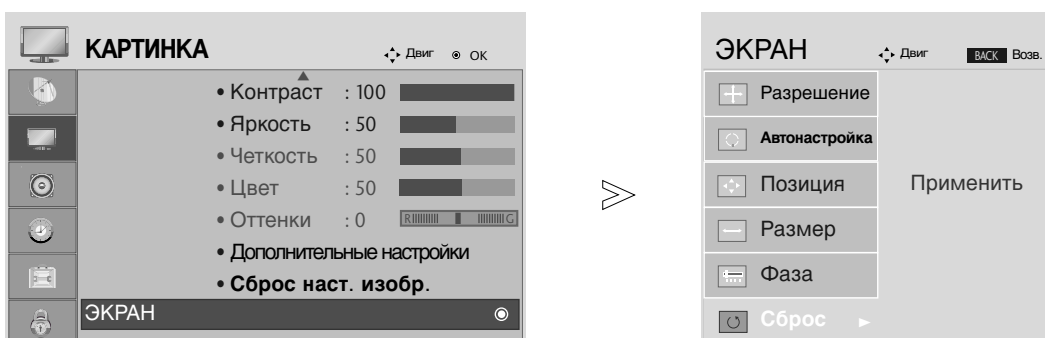 КАРТИНКА
Двиг ОК
• Контраст : 100
• Яркость : 50
• Четкость : 50
• Цвет : 50
• Оттенки : 0 R G
• Дополнительные настройки
• Сброс наст. изобр.
ЭКРАН
ЭКРАН
Двиг BACK Возв.
Разрешение
Автонастройка
Позиция
Применить
Размер
Фаза
Сброс